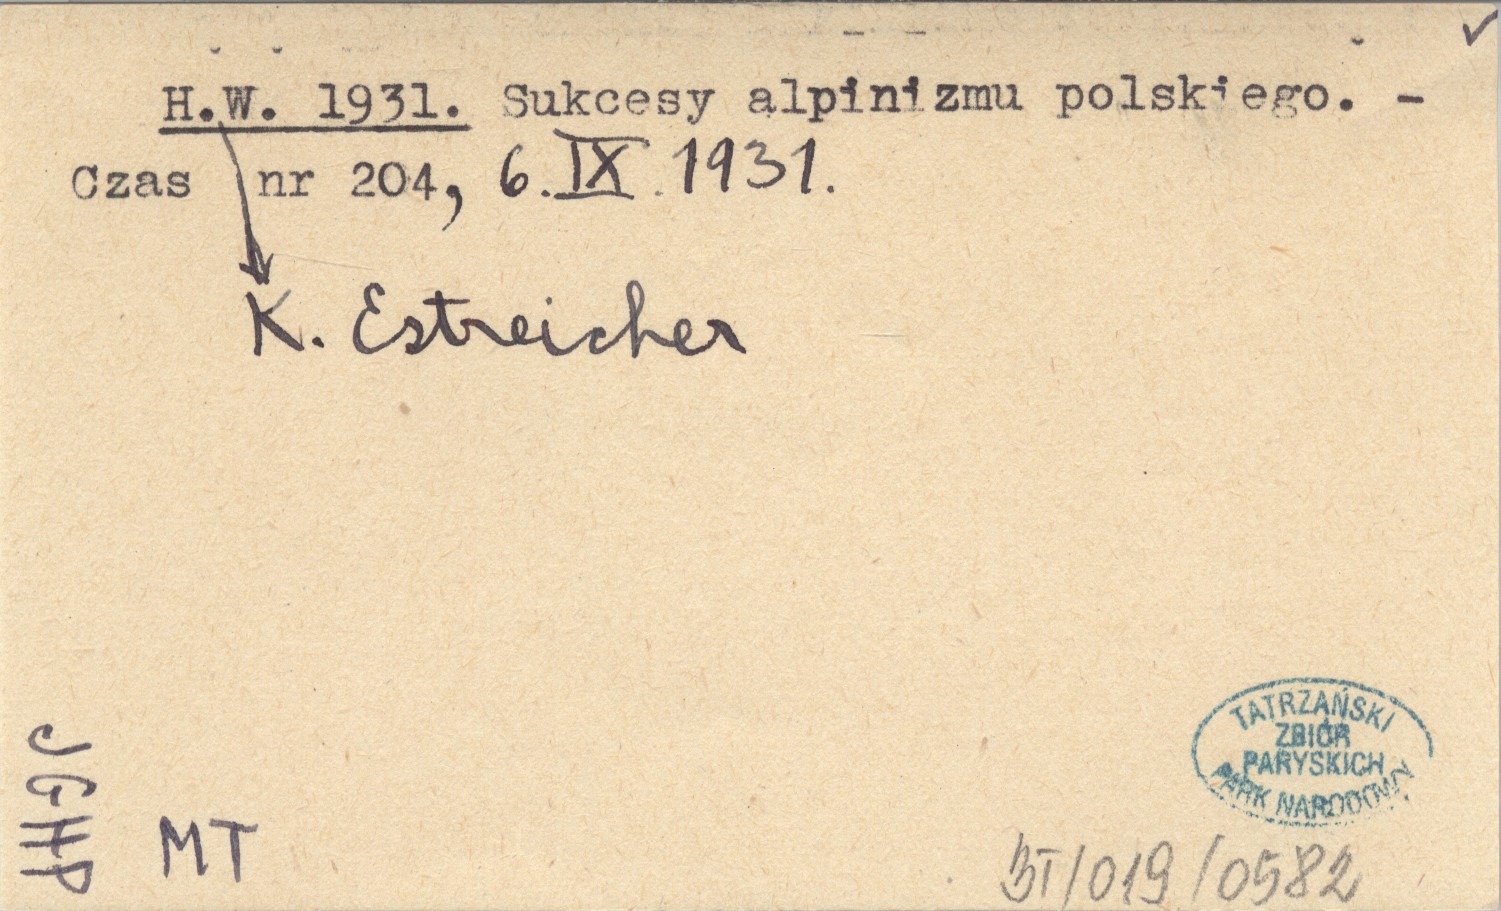 H.W. 1931. Sukcesy alpinizmu polskiego. -
Czas nr 204, 6.IX.1931.
K. Estreicher
JGHP
MT
TATRZAŃSKI
ZBIÓR
PARYSKICH
PARK NARODOWY
BT/019/0582